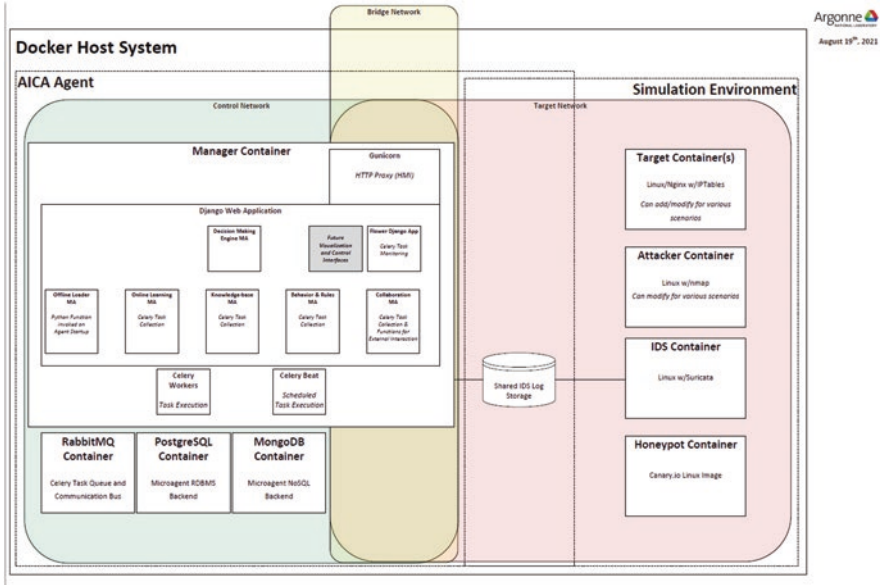 Bridge Network
Argonne
NATIONAL LABORATORY
August 19th, 2021
Docker Host System
AICA Agent
Simulation Environment
Control Network
Target Network
Manager Container
Gunicorn
HTTP Proxy (HMI)
Django Web Application
Decision Making
Engine MA
Future
Visualization
and Control
Interfaces
Flower Django App
Celery Task
Monitoring
Offline Loader
MA
Python Function
invoked on
Agent Startup
Online Learning
MA
Celery Task
Collection
Knowledge-base
MA
Celery Task
Collection
Behavior & Rules
MA
Celery Task
Collection
Collaboration
MA
Celery Task
Collection &
Functions for
External Interaction
Celery
Workers
Task Execution
Celery Beat
Scheduled
Task Execution
RabbitMQ
Container
Celery Task Queue and
Communication Bus
PostgreSQL
Container
Microagent RDBMS
Backend
MongoDB
Container
Microagent NoSQL
Backend
Shared IDS Log
Storage
Target Container(s)
Linux/Nginx w/IPTables
Can add/modify for various
scenarios
Attacker Container
Linux w/nmap
Can modify for various scenarios
IDS Container
Linux w/Suricata
Honeypot Container
Canary.io Linux Image